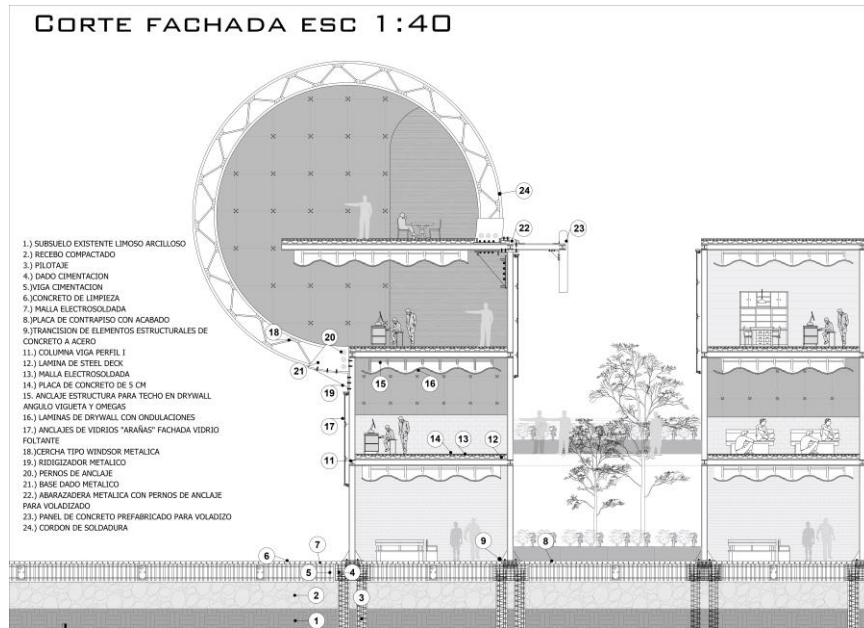 CORTE FACHADA ESC 1:40
1.) SUBSUELO EXISTENTE LIMOSO ARCILLOSO
2.) RECEBO COMPACTADO
3.) PILOTAJE
4.) DADO CIMENTACION
5.)VIGA CIMENTACION
6.)CONCRETO DE LIMPIEZA
7.) MALLA ELECTROSOLDADA
8.)PLACA DE CONTRAPISO CON ACABADO
9.)TRANCISION DE ELEMENTOS ESTRUCTURALES DE
CONCRETO A ACERO
11.) COLUMNA VIGA PERFIL I
12.) LAMINA DE STEEL DECK
13.) MALLA ELECTROSOLDADA
14.) PLACA DE CONCRETO DE 5 CM
15. ANCLAJE ESTRUCTURA PARA TECHO EN DRYWALL
ANGULO VIGUETA Y OMEGAS
16.) LAMINAS DE DRYWALL CON ONDULACIONES
17.) ANCLAJES DE VIDRIOS "ARAÑAS" FACHADA VIDRIO
FOLTANTE
18.)CERCHA TIPO WINDSOR METALICA
19.) RIDIGIZADOR METALICO
20.) PERNOS DE ANCLAJE
21.) BASE DADO METALICO
22.) ABARAZADERA METALICA CON PERNOS DE ANCLAJE
PARA VOLADIZADO
23.) PANEL DE CONCRETO PREFABRICADO PARA VOLADIZO
24.) CORDON DE SOLDADURA
24
22
23
18
20
21
15
16
19
17
14
13
12
11
9
8
6
7
5
4
2
3
1